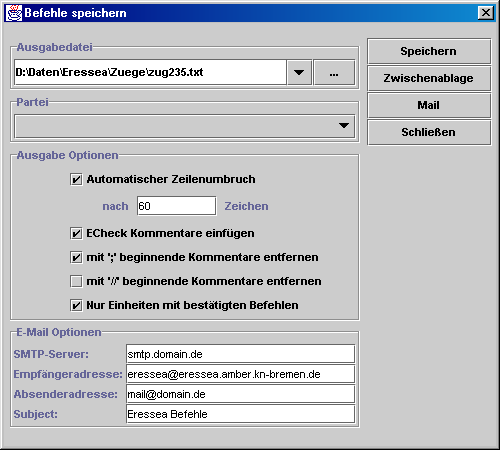 Befehle speichern
Ausgabedatei
D:\Daten\Eressea\Zuege\zug235.txt
...
Speichern
Zwischenablage
Mail
Schließen
Partei
Ausgabe Optionen
Automatischer Zeilenumbruch
nach 60 Zeichen
ECheck Kommentare einfügen
mit ';' beginnende Kommentare entfernen
mit '//' beginnende Kommentare entfernen
Nur Einheiten mit bestätigten Befehlen
E-Mail Optionen
SMTP-Server: smtp.domain.de
Empfängeradresse: eressea@eressea.amber.kn-bremen.de
Absenderadresse: mail@domain.de
Subject: Eressea Befehle